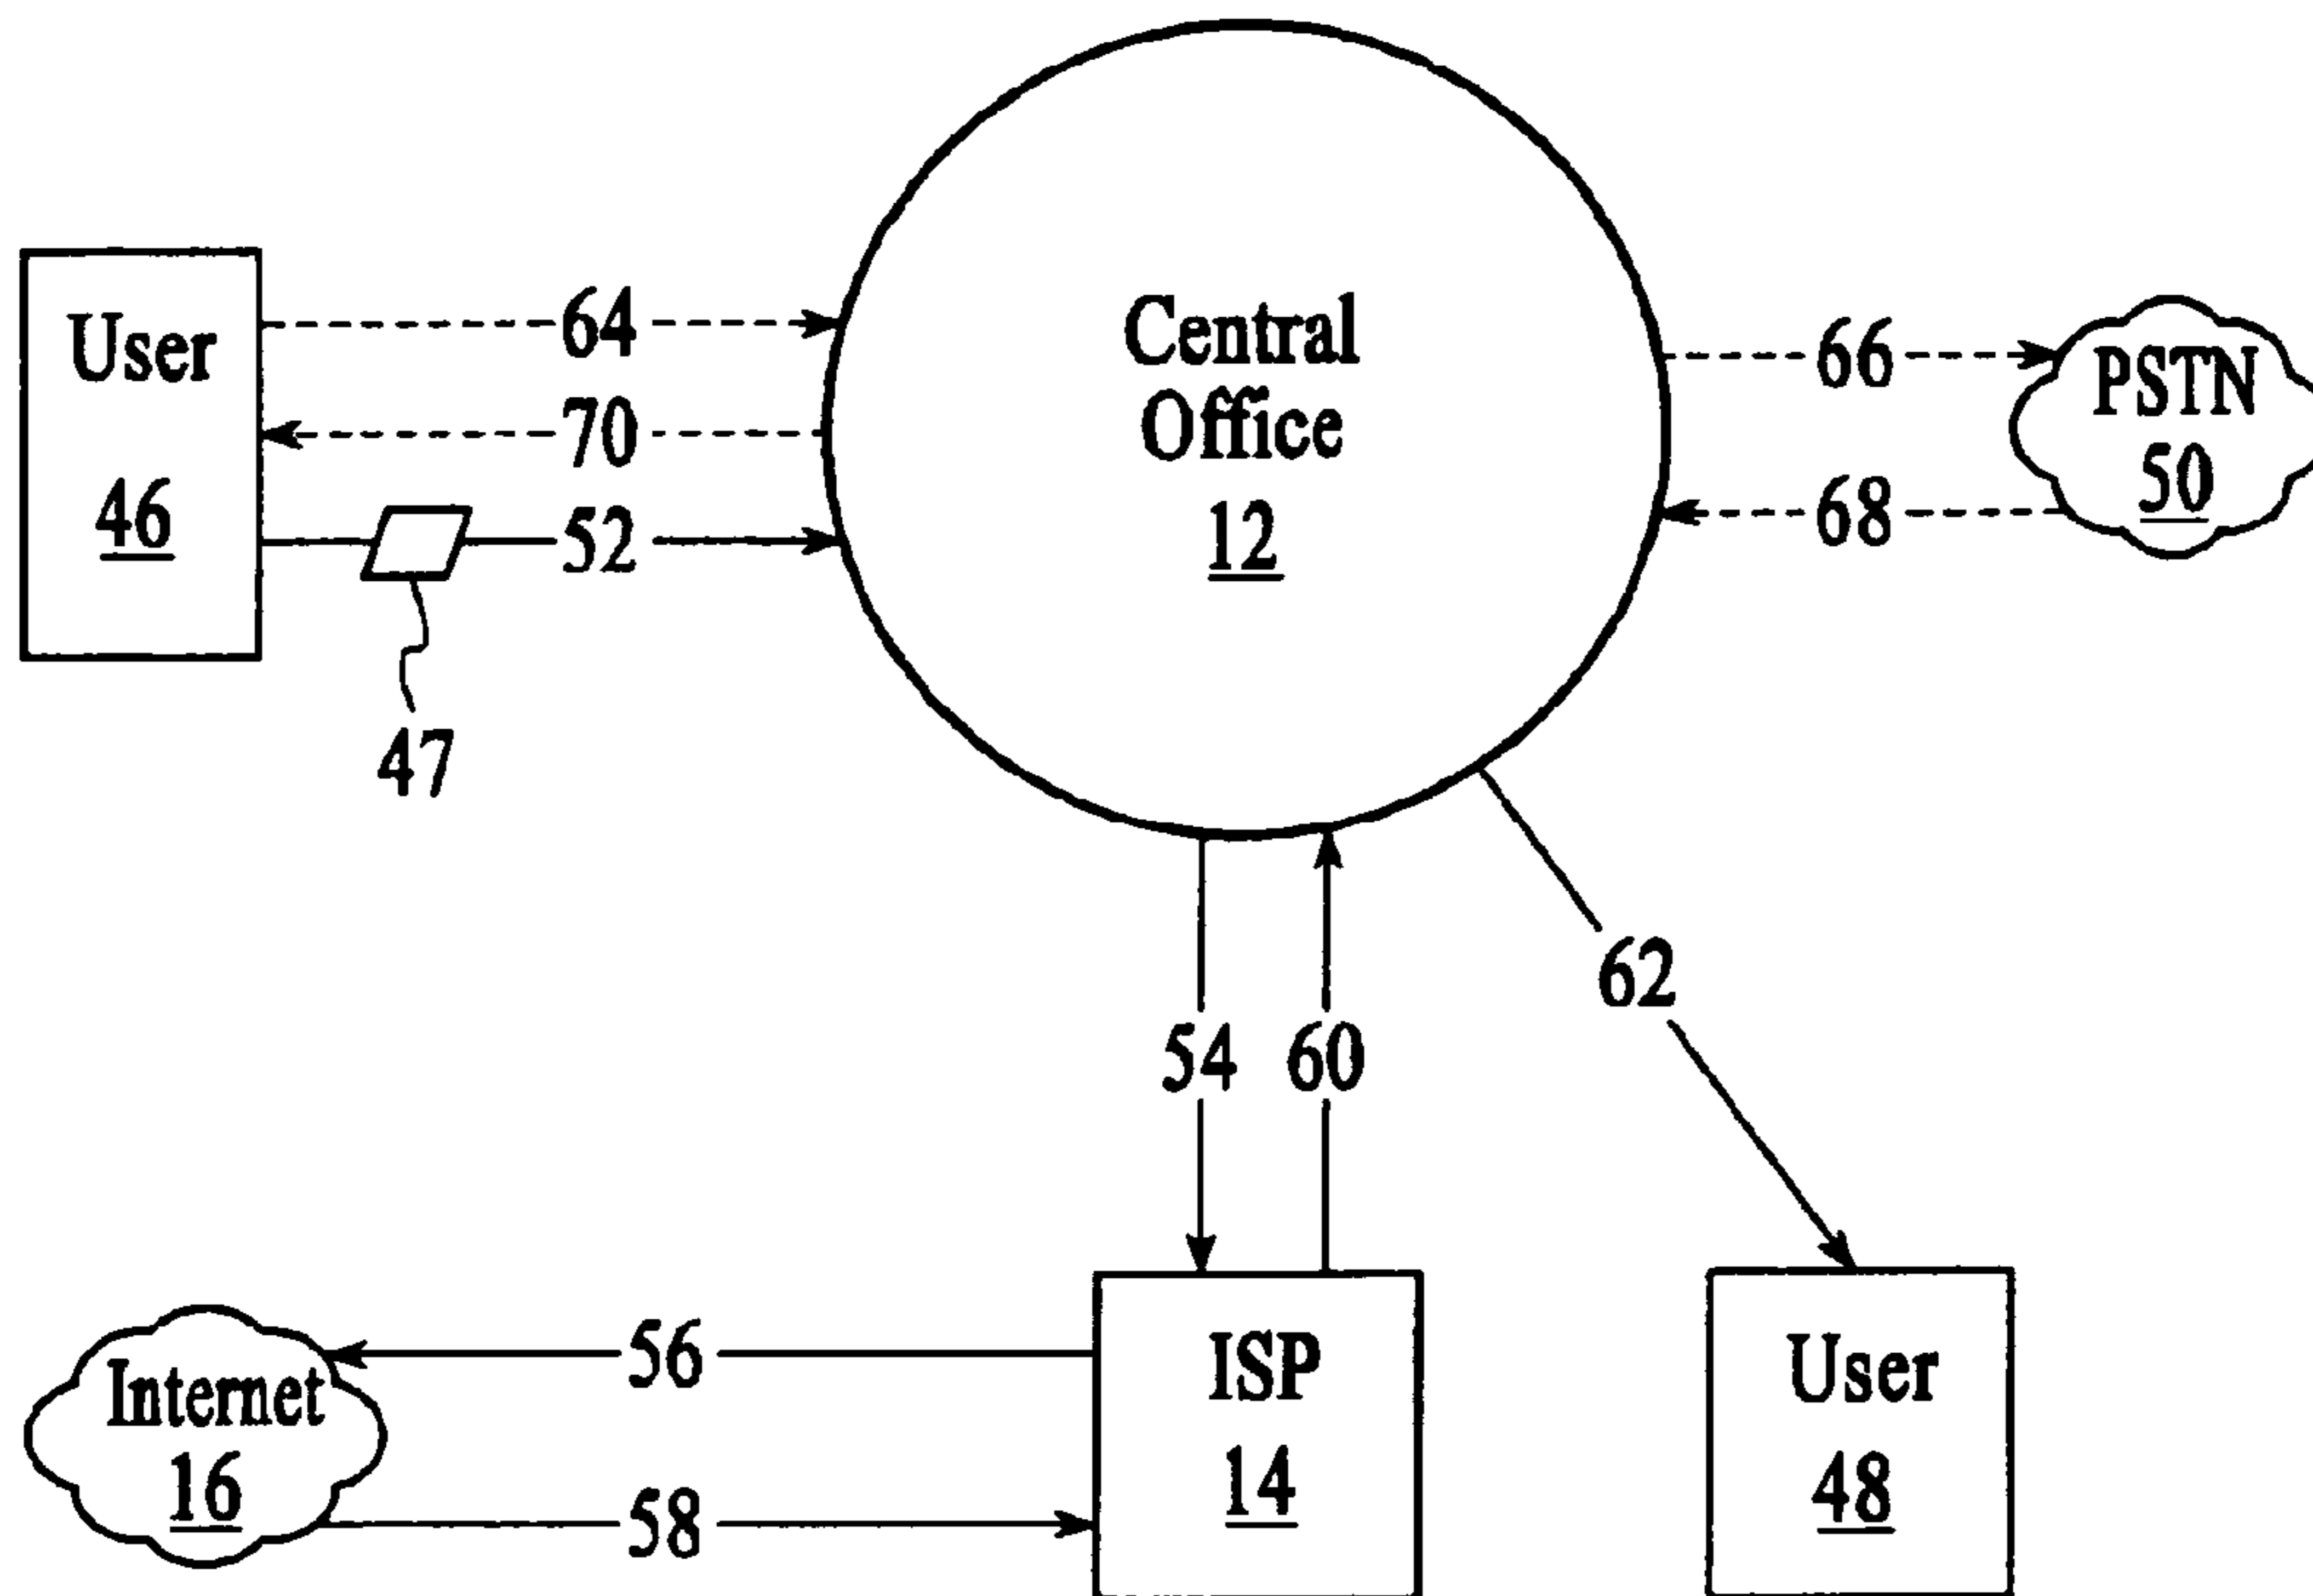 User
46
64
70
52
47
Central
Office
12
66
68
PSTN
50
54
60
62
Internet
16
56
58
ISP
14
User
48